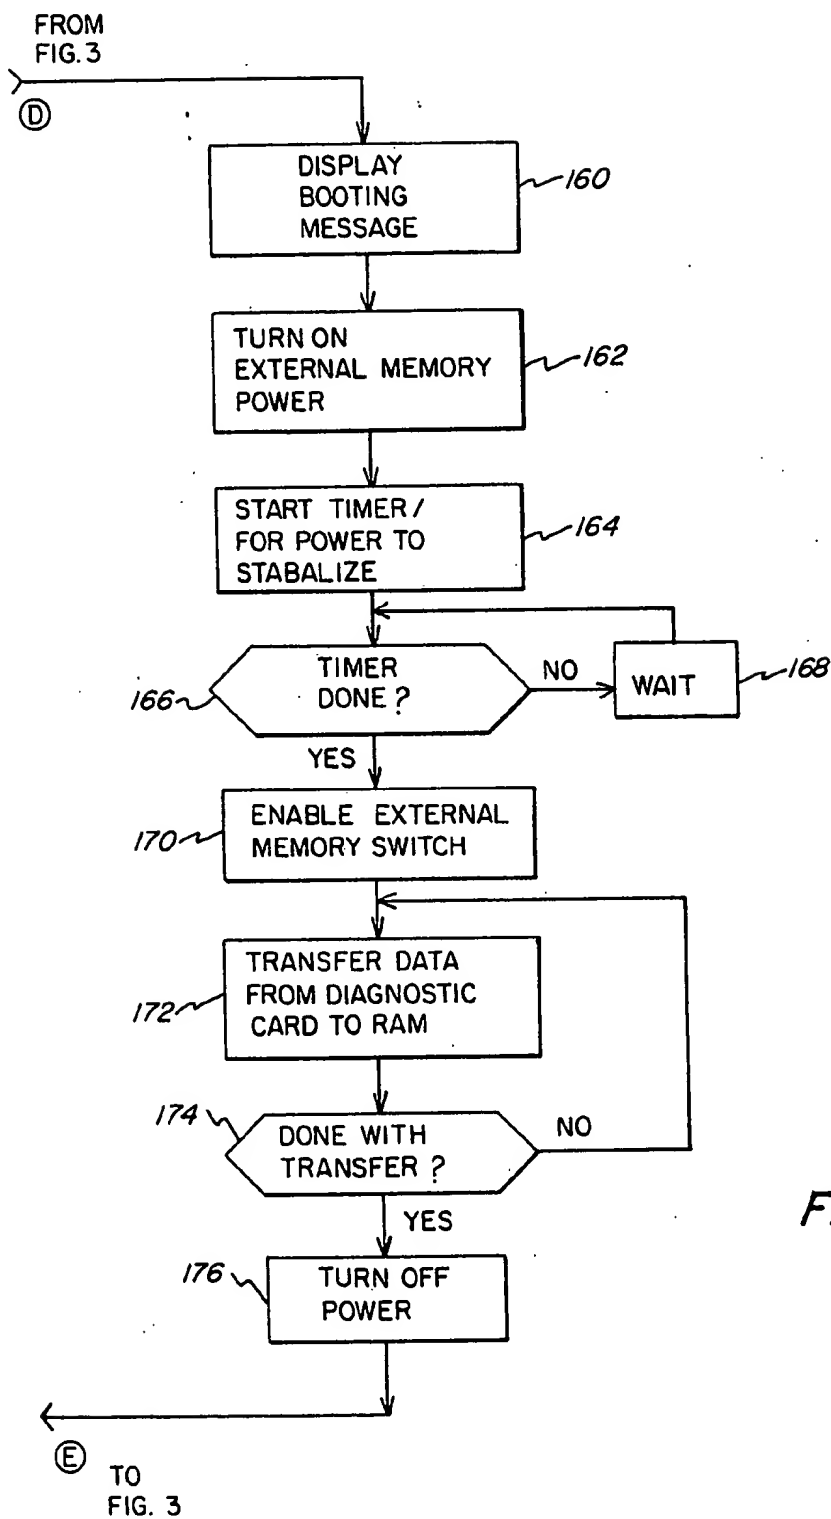 FROM
FIG. 3
D
DISPLAY
BOOTING
MESSAGE
160
TURN ON
EXTERNAL MEMORY
POWER
162
START TIMER /
FOR POWER TO
STABALIZE
164
TIMER
DONE ?
166
NO
WAIT
168
YES
ENABLE EXTERNAL
MEMORY SWITCH
170
TRANSFER DATA
FROM DIAGNOSTIC
CARD TO RAM
172
174
DONE WITH
TRANSFER ?
NO
YES
176
TURN OFF
POWER
E
TO
FIG. 3